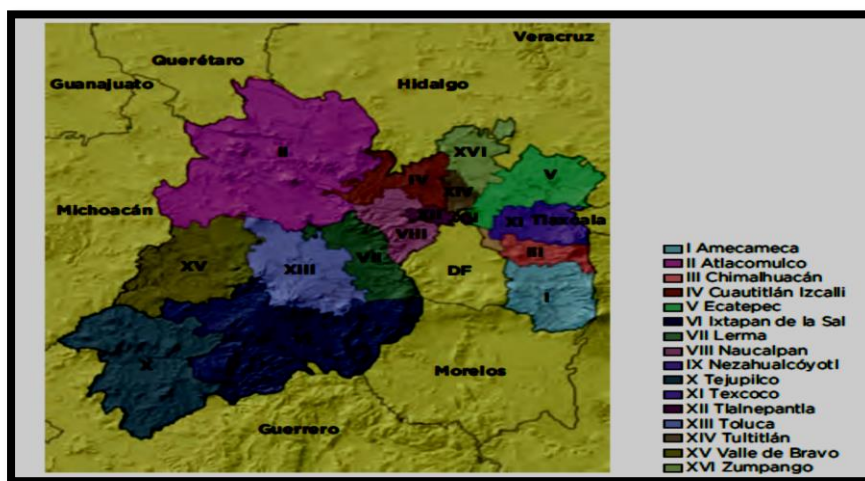 Veracruz
Querétaro
Guanajuato
Hidalgo
XVI
II
IV
V
XIV
Michoacán
XII
XI
Tlaxcala
VIII
XV
XIII
VII
III
DF
I
X
Morelos
Guerrero
I Amecameca
II Atlacomulco
III Chimalhuacán
IV Cuautitlán Izcalli
V Ecatepec
VI Ixtapan de la Sal
VII Lerma
VIII Naucalpan
IX Nezahualcóyotl
X Tejupilco
XI Texcoco
XII Tlalnepantla
XIII Toluca
XIV Tultitlán
XV Valle de Bravo
XVI Zumpango